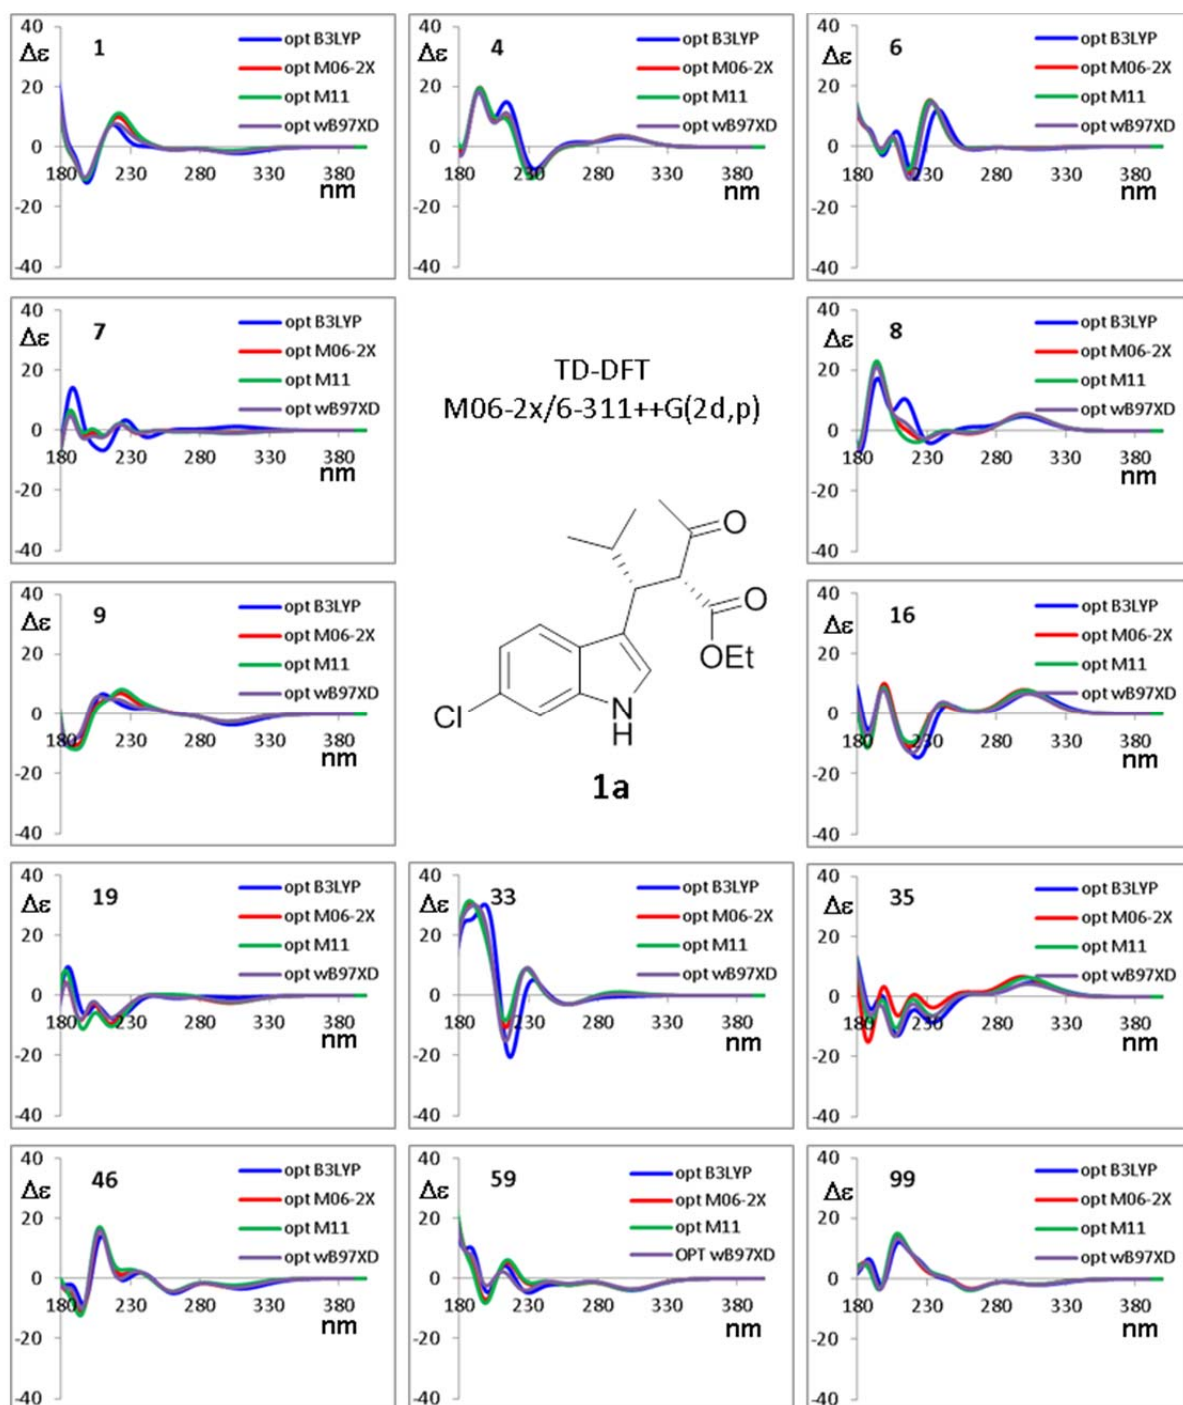 40
Δε
1
opt B3LYP
opt M06-2X
opt M11
opt wB97XD
20
0
180 230 280 330 380
nm
-20
-40
40
Δε
4
opt B3LYP
opt M06-2X
opt M11
opt wB97XD
20
0
180 230 280 330 380
nm
-20
-40
40
Δε
6
opt B3LYP
opt M06-2X
opt M11
opt wB97XD
20
0
180 230 280 330 380
nm
-20
-40
40
Δε
7
opt B3LYP
opt M06-2X
opt M11
opt wB97XD
20
0
180 230 280 330 380
nm
-20
-40
TD-DFT
M06-2x/6-311++G(2d,p)
O
O
OEt
Cl
N
H
1a
40
Δε
8
opt B3LYP
opt M06-2X
opt M11
opt wB97XD
20
0
180 230 280 330 380
nm
-20
-40
40
Δε
9
opt B3LYP
opt M06-2X
opt M11
opt wB97XD
20
0
180 230 280 330 380
nm
-20
-40
40
Δε
16
opt B3LYP
opt M06-2X
opt M11
opt wB97XD
20
0
180 230 280 330 380
nm
-20
-40
40
Δε
19
opt B3LYP
opt M06-2X
opt M11
opt wB97XD
20
0
180 230 280 330 380
nm
-20
-40
40
Δε
33
opt B3LYP
opt M06-2X
opt M11
opt wB97XD
20
0
180 230 280 330 380
nm
-20
-40
40
Δε
35
opt B3LYP
opt M06-2X
opt M11
opt wB97XD
20
0
180 230 280 330 380
nm
-20
-40
40
Δε
46
opt B3LYP
opt M06-2X
opt M11
opt wB97XD
20
0
180 230 280 330 380
nm
-20
-40
40
Δε
59
opt B3LYP
opt M06-2X
opt M11
OPT wB97XD
20
0
180 230 280 330 380
nm
-20
-40
40
Δε
99
opt B3LYP
opt M06-2X
opt M11
opt wB97XD
20
0
180 230 280 330 380
nm
-20
-40